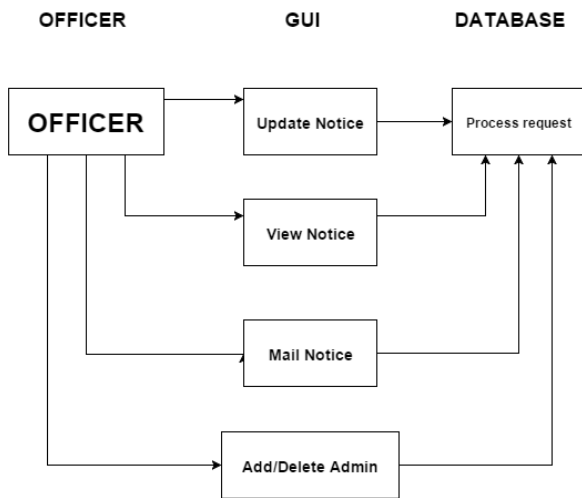 OFFICER GUI DATABASE
OFFICER
Update Notice
Process request
View Notice
Mail Notice
Add/Delete Admin